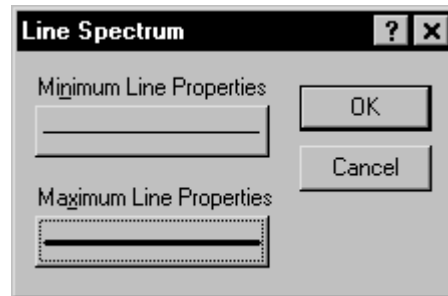 Line Spectrum
Minimum Line Properties
OK
Cancel
Maximum Line Properties